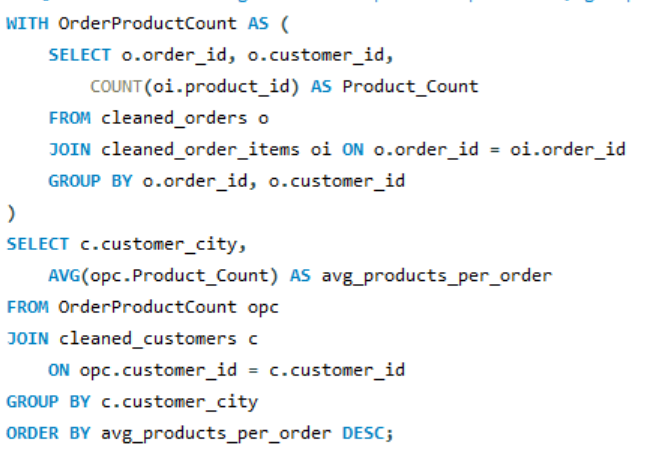 WITH OrderProductCount AS (
    SELECT o.order_id, o.customer_id,
        COUNT(oi.product_id) AS Product_Count
    FROM cleaned_orders o
    JOIN cleaned_order_items oi ON o.order_id = oi.order_id
    GROUP BY o.order_id, o.customer_id
)
SELECT c.customer_city,
    AVG(opc.Product_Count) AS avg_products_per_order
FROM OrderProductCount opc
JOIN cleaned_customers c
    ON opc.customer_id = c.customer_id
GROUP BY c.customer_city
ORDER BY avg_products_per_order DESC;